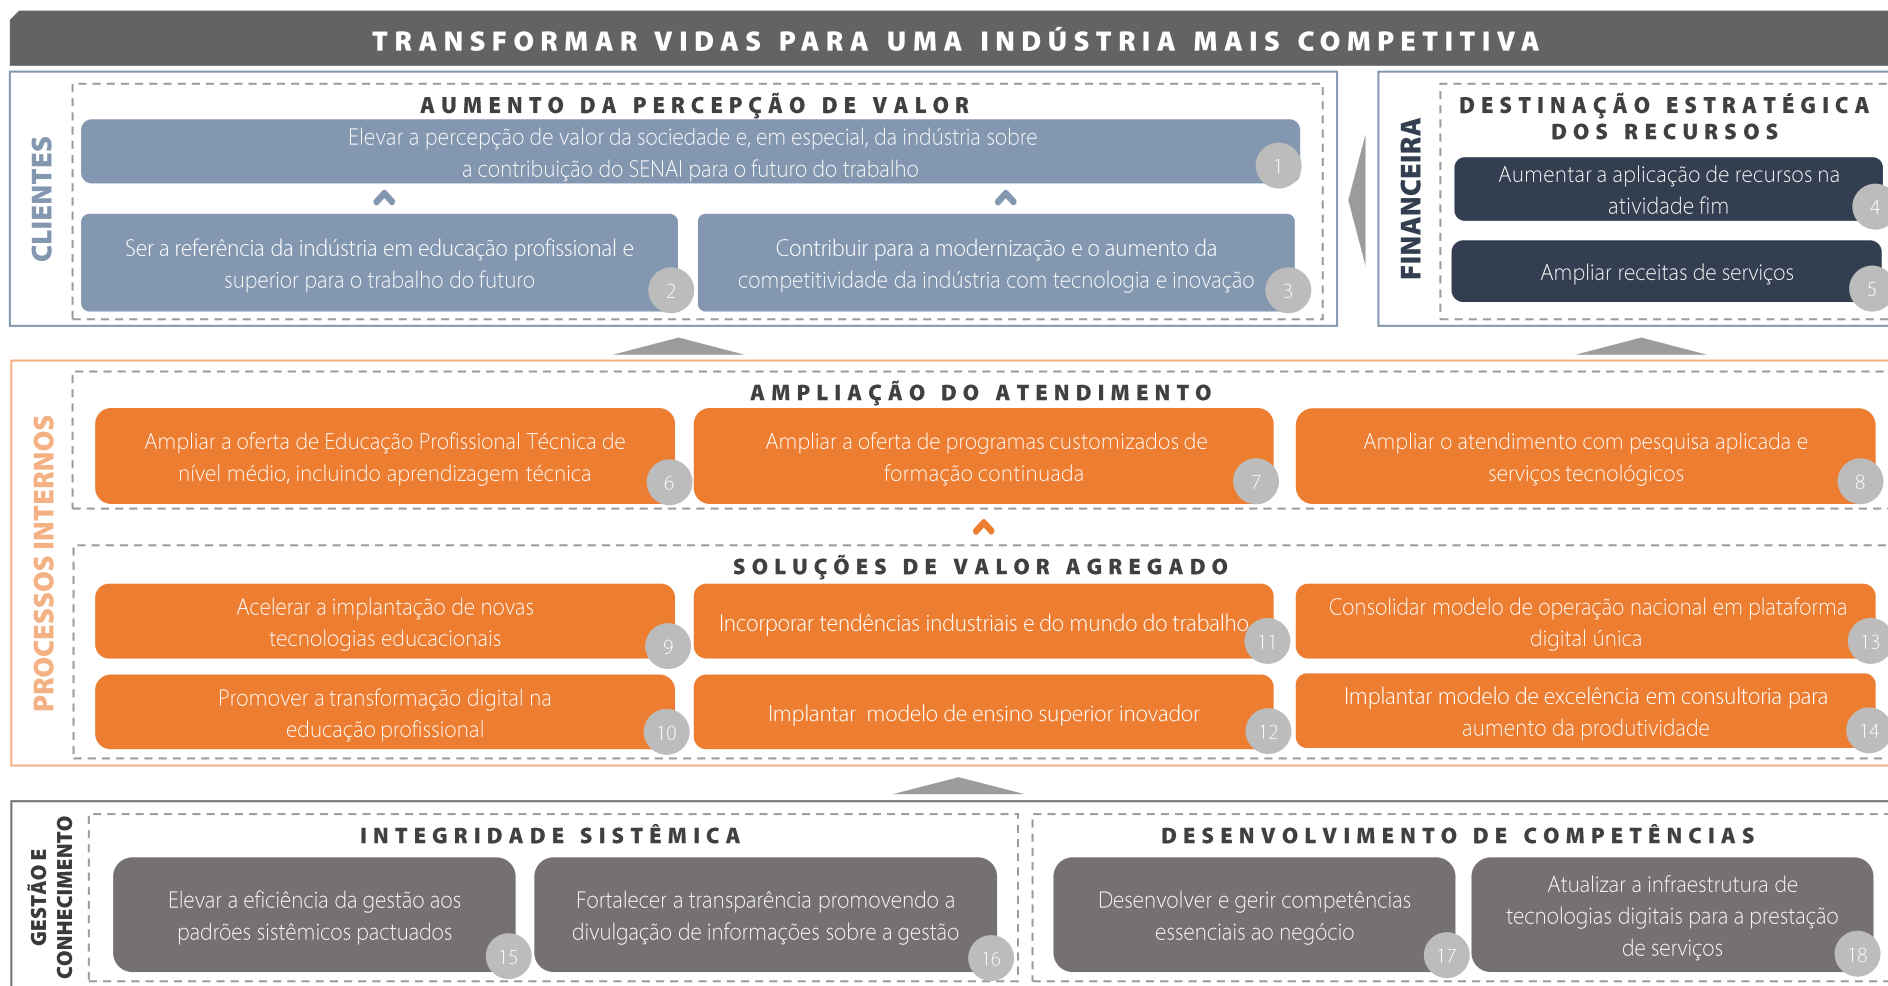 TRANSFORMAR VIDAS PARA UMA INDÚSTRIA MAIS COMPETITIVA
CLIENTES
AUMENTO DA PERCEPÇÃO DE VALOR
Elevar a percepção de valor da sociedade e, em especial, da indústria sobre
a contribuição do SENAI para o futuro do trabalho
1
Ser a referência da indústria em educação profissional e
superior para o trabalho do futuro
2
Contribuir para a modernização e o aumento da
competitividade da indústria com tecnologia e inovação
3
FINANCEIRA
DESTINAÇÃO ESTRATÉGICA
DOS RECURSOS
Aumentar a aplicação de recursos na
atividade fim
4
Ampliar receitas de serviços
5
PROCESSOS INTERNOS
AMPLIAÇÃO DO ATENDIMENTO
Ampliar a oferta de Educação Profissional Técnica de
nível médio, incluindo aprendizagem técnica
6
Ampliar a oferta de programas customizados de
formação continuada
7
Ampliar o atendimento com pesquisa aplicada e
serviços tecnológicos
8
SOLUÇÕES DE VALOR AGREGADO
Acelerar a implantação de novas
tecnologias educacionais
9
Incorporar tendências industriais e do mundo do trabalho
11
Consolidar modelo de operação nacional em plataforma
digital única
13
Promover a transformação digital na
educação profissional
10
Implantar modelo de ensino superior inovador
12
Implantar modelo de excelência em consultoria para
aumento da produtividade
14
GESTÃO E
CONHECIMENTO
INTEGRIDADE SISTÊMICA
Elevar a eficiência da gestão aos
padrões sistêmicos pactuados
15
Fortalecer a transparência promovendo a
divulgação de informações sobre a gestão
16
DESENVOLVIMENTO DE COMPETÊNCIAS
Desenvolver e gerir competências
essenciais ao negócio
17
Atualizar a infraestrutura de
tecnologias digitais para a prestação
de serviços
18